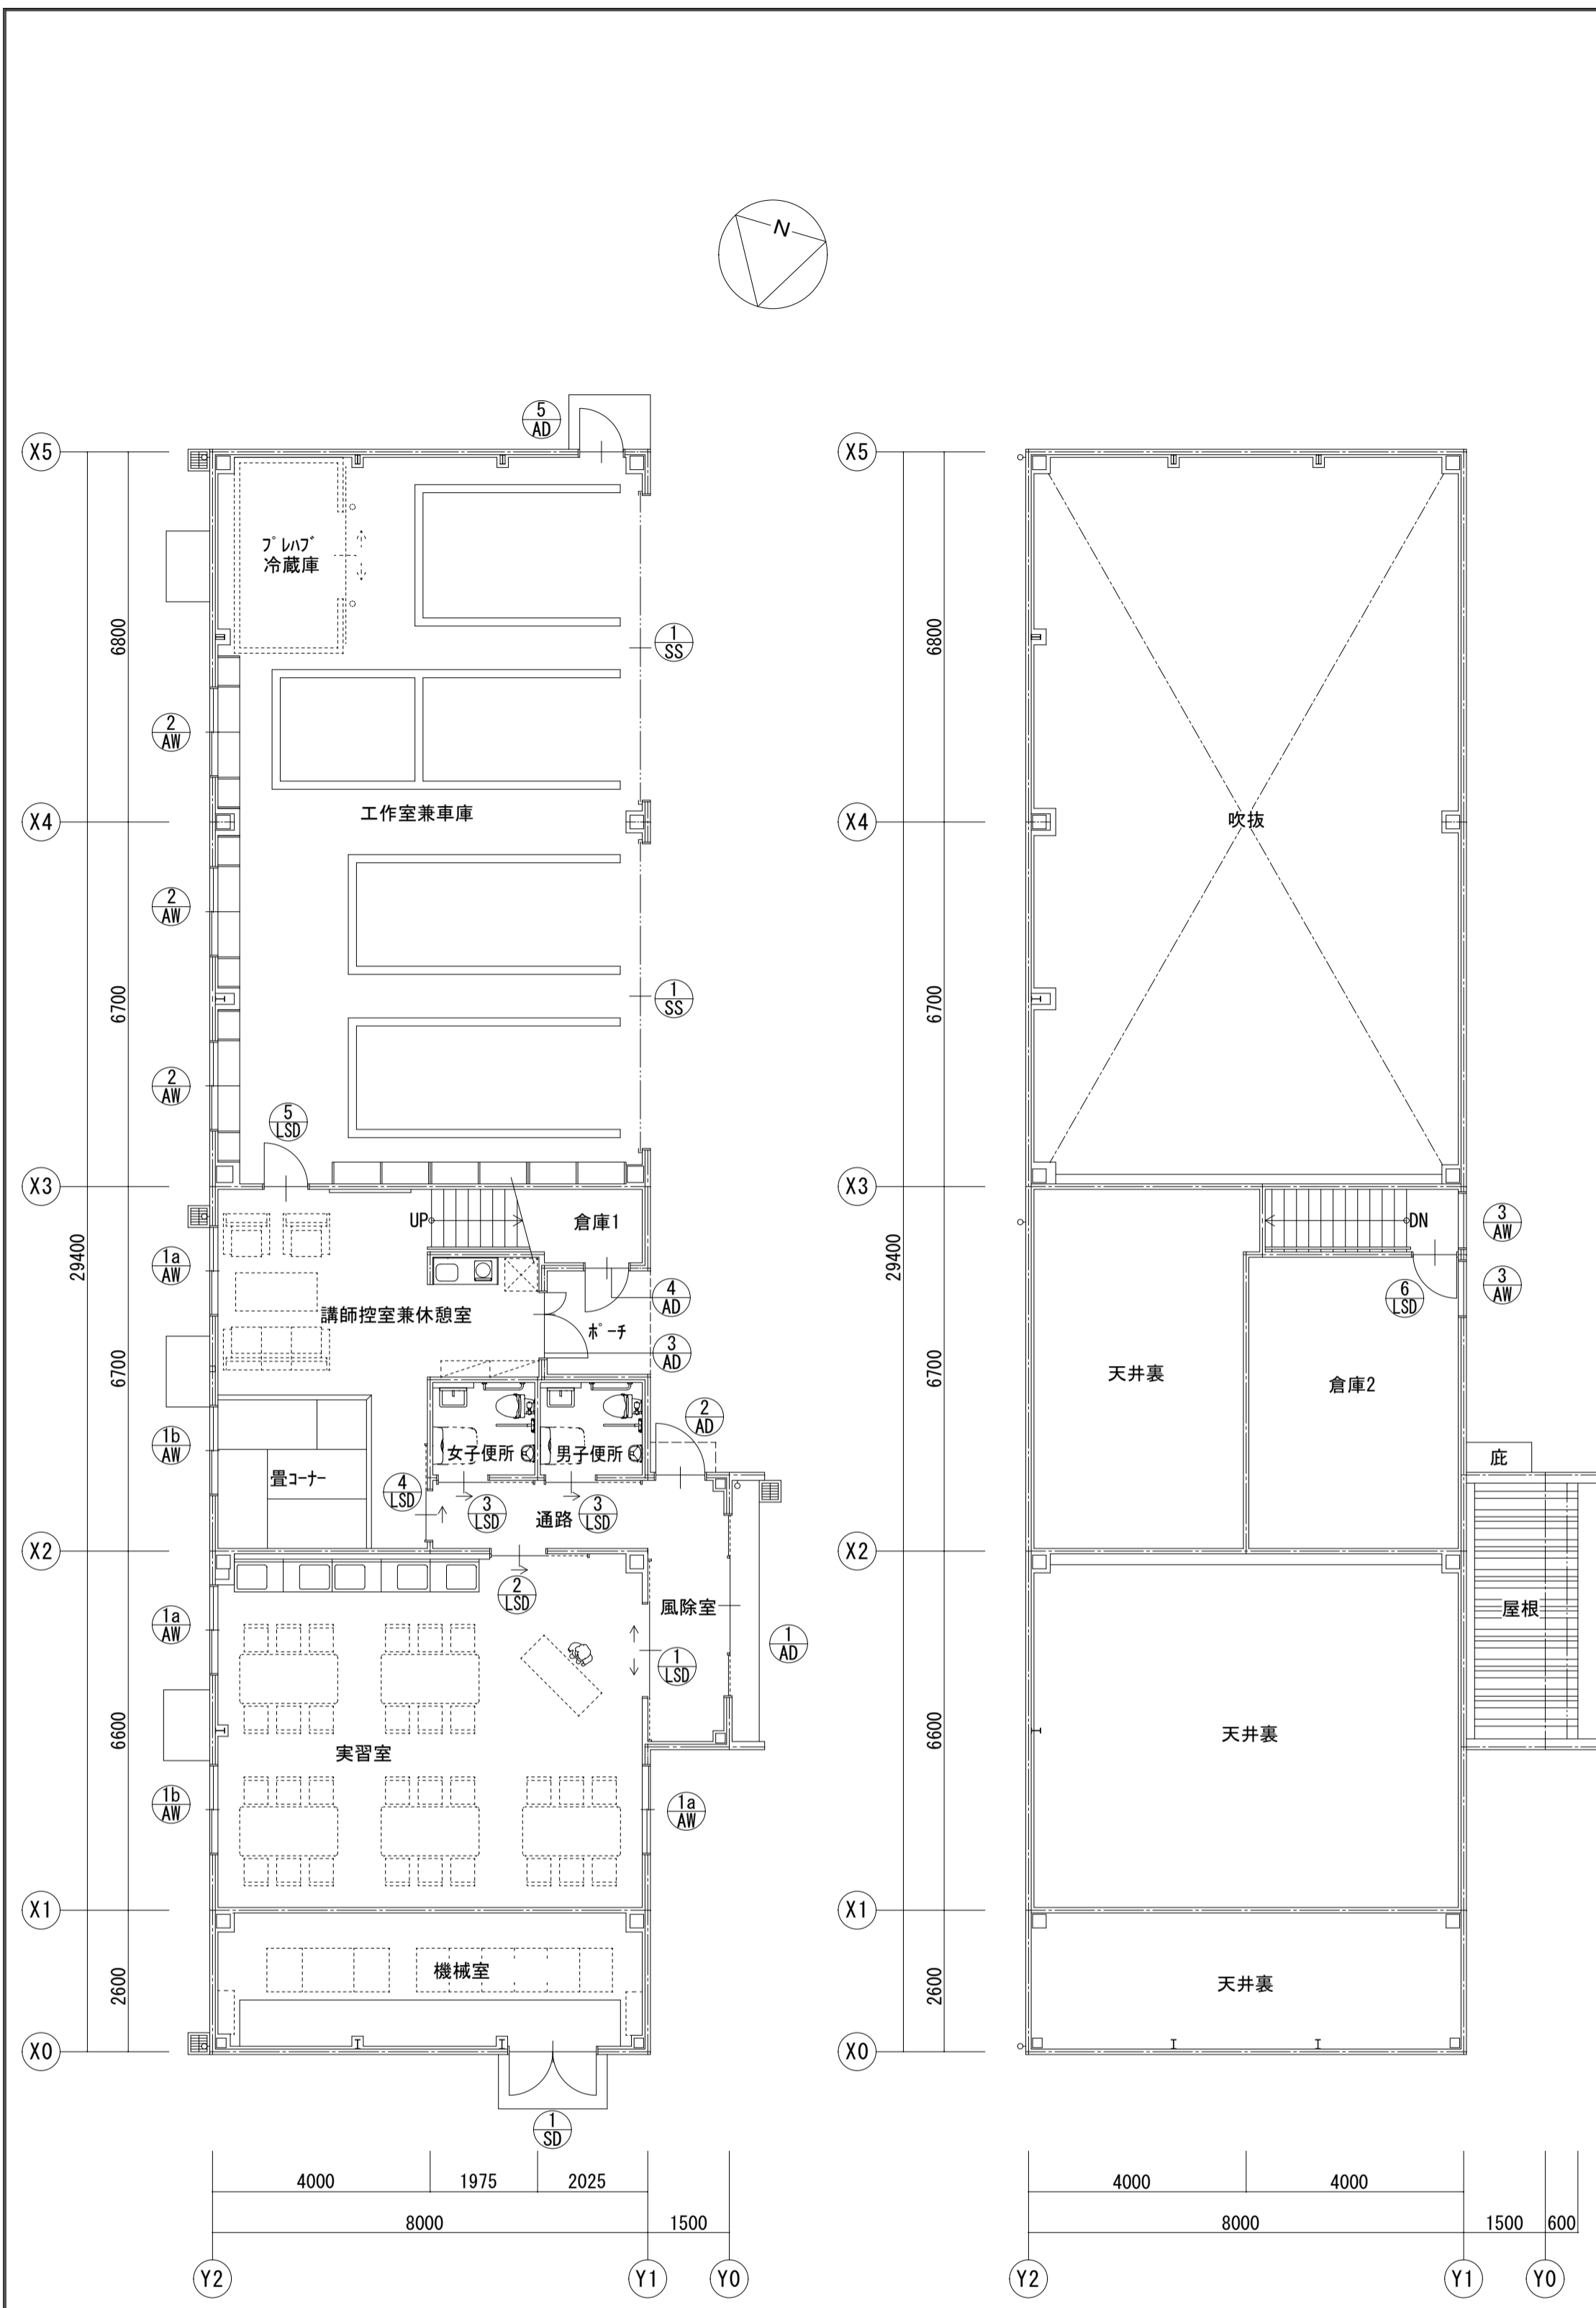 N
5
AD
X5
X5
プレハブ
冷蔵庫
6800
6800
1
SS
2
AW
工作室兼車庫
X4
X4
吹抜
2
AW
6700
6700
1
SS
2
AW
5
LSD
X3
X3
UP
倉庫1
DN
3
AW
29400
29400
1a
AW
3
AW
4
AD
6
LSD
講師控室兼休憩室
ポーチ
3
AD
6700
6700
天井裏
倉庫2
2
AD
1b
AW
女子便所
男子便所
庇
畳コーナー
4
LSD
3
LSD
通路
3
LSD
X2
X2
2
LSD
風除室
屋根
1a
AW
1
AD
1
LSD
6600
6600
実習室
天井裏
1b
AW
1a
AW
X1
X1
機械室
天井裏
2600
2600
X0
X0
1
SD
4000
1975
2025
4000
4000
8000
1500
8000
1500
600
Y2
Y1
Y0
Y2
Y1
Y0